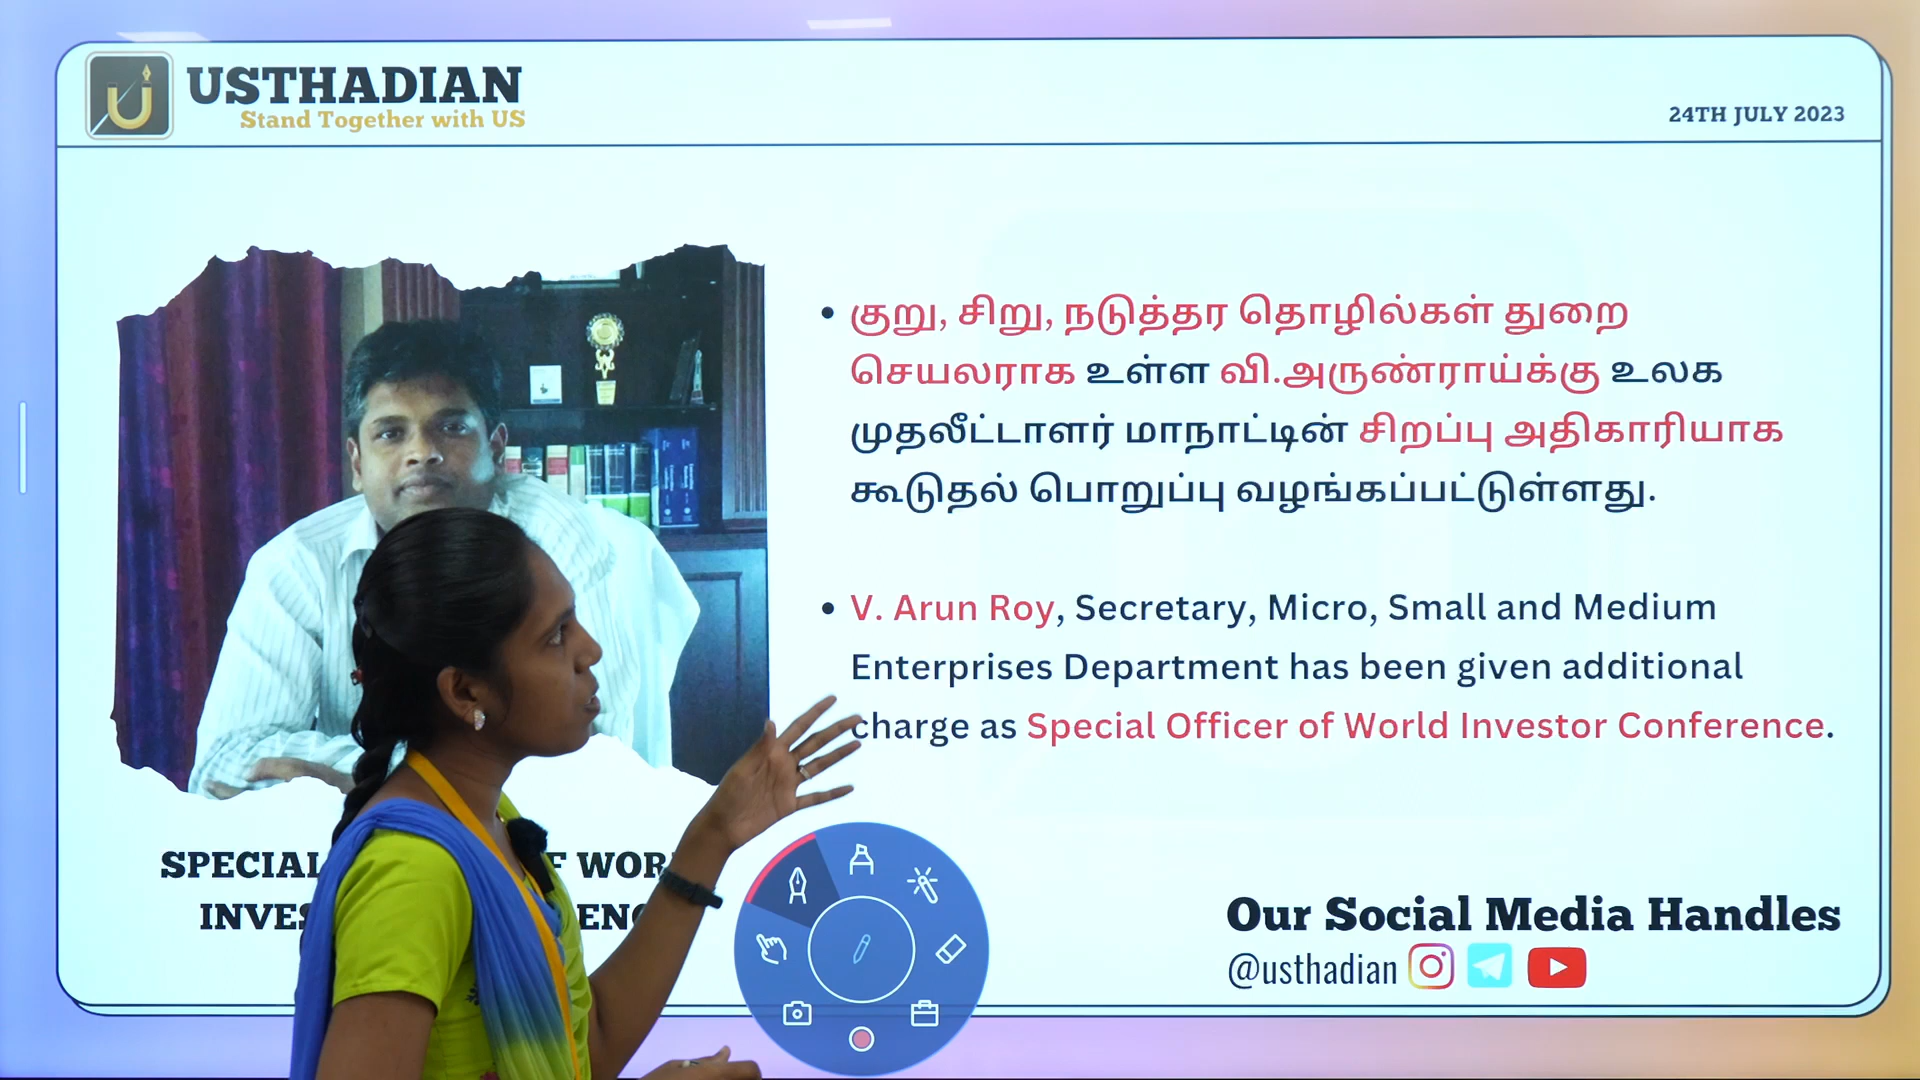 USTHADIAN
Stand Together with US
24TH JULY 2023
• குறு, சிறு, நடுத்தர தொழில்கள் துறை
செயலராக உள்ள வி.அருண்ராய்க்கு உலக
முதலீட்டாளர் மாநாட்டின் சிறப்பு அதிகாரியாக
கூடுதல் பொறுப்பு வழங்கப்பட்டுள்ளது.
• V. Arun Roy, Secretary, Micro, Small and Medium
Enterprises Department has been given additional
charge as Special Officer of World Investor Conference.
SPECIAL
Our Social Media Handles
@usthadian